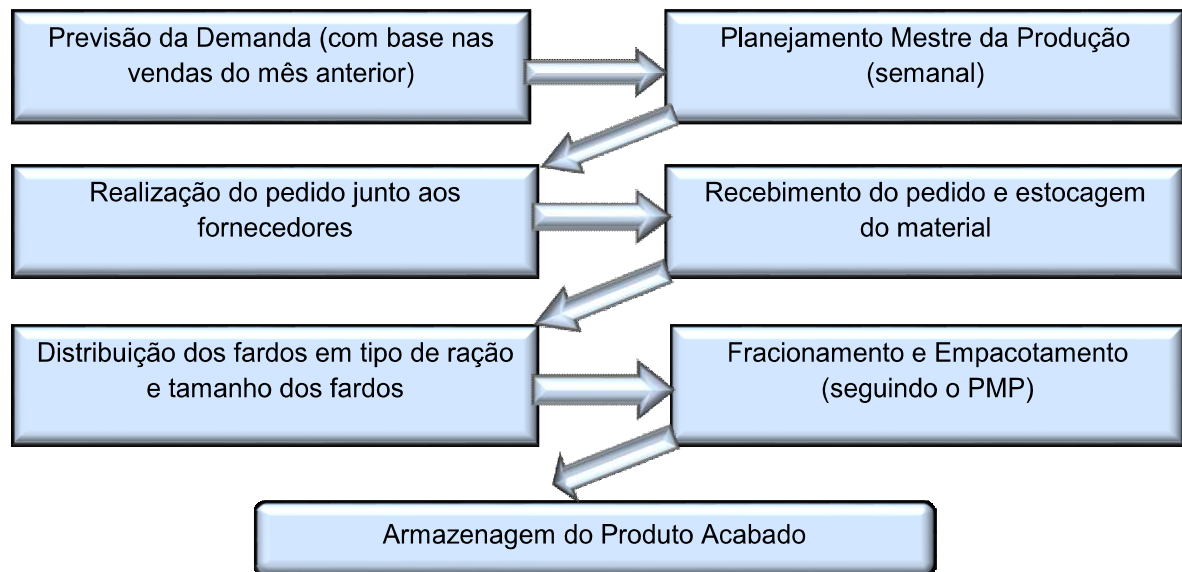 Previsão da Demanda (com base nas
vendas do mês anterior)
Planejamento Mestre da Produção
(semanal)
Realização do pedido junto aos
fornecedores
Recebimento do pedido e estocagem
do material
Distribuição dos fardos em tipo de ração
e tamanho dos fardos
Fracionamento e Empacotamento
(seguindo o PMP)
Armazenagem do Produto Acabado